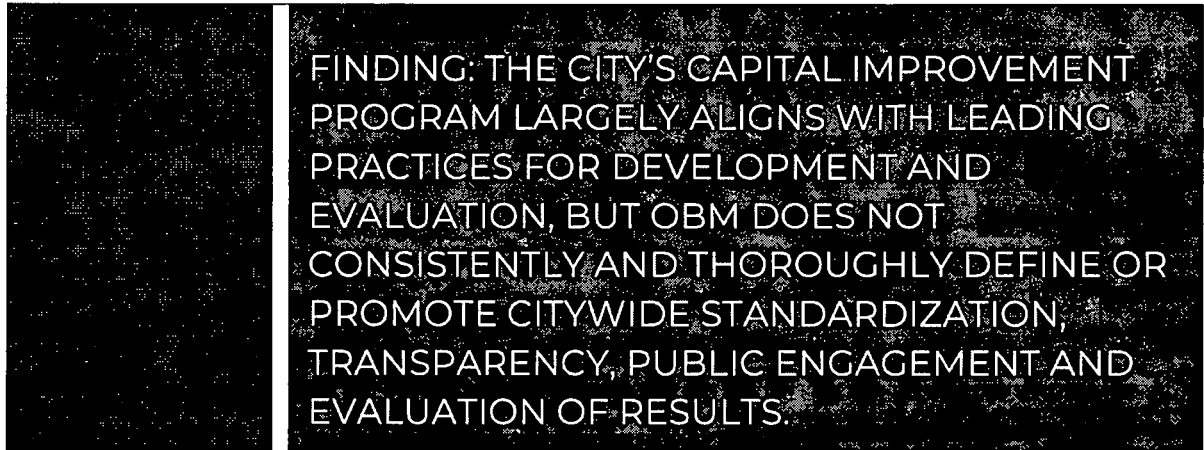 FINDING: THE CITY'S CAPITAL IMPROVEMENT
PROGRAM LARGELY ALIGNS WITH LEADING
PRACTICES FOR DEVELOPMENT AND
EVALUATION, BUT OBM DOES NOT
CONSISTENTLY AND THOROUGHLY DEFINE OR
PROMOTE CITYWIDE STANDARDIZATION,
TRANSPARENCY, PUBLIC ENGAGEMENT AND
EVALUATION OF RESULTS.